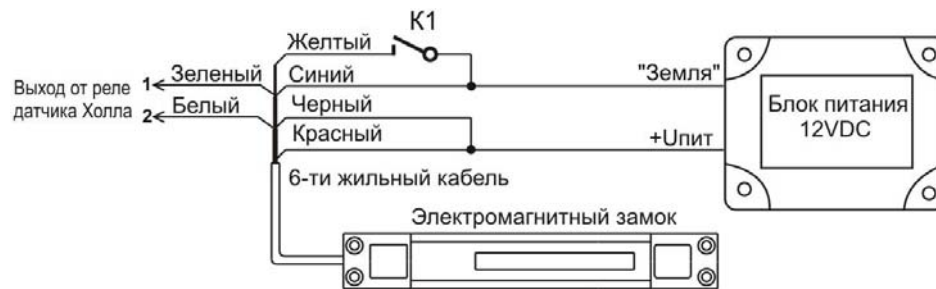 К1
Желтый
Зеленый
Синий
"Земля"
Выход от реле
датчика Холла
1
2
Белый
Черный
Красный
+Uпит
Блок питания
12VDC
6-ти жильный кабель
Электромагнитный замок